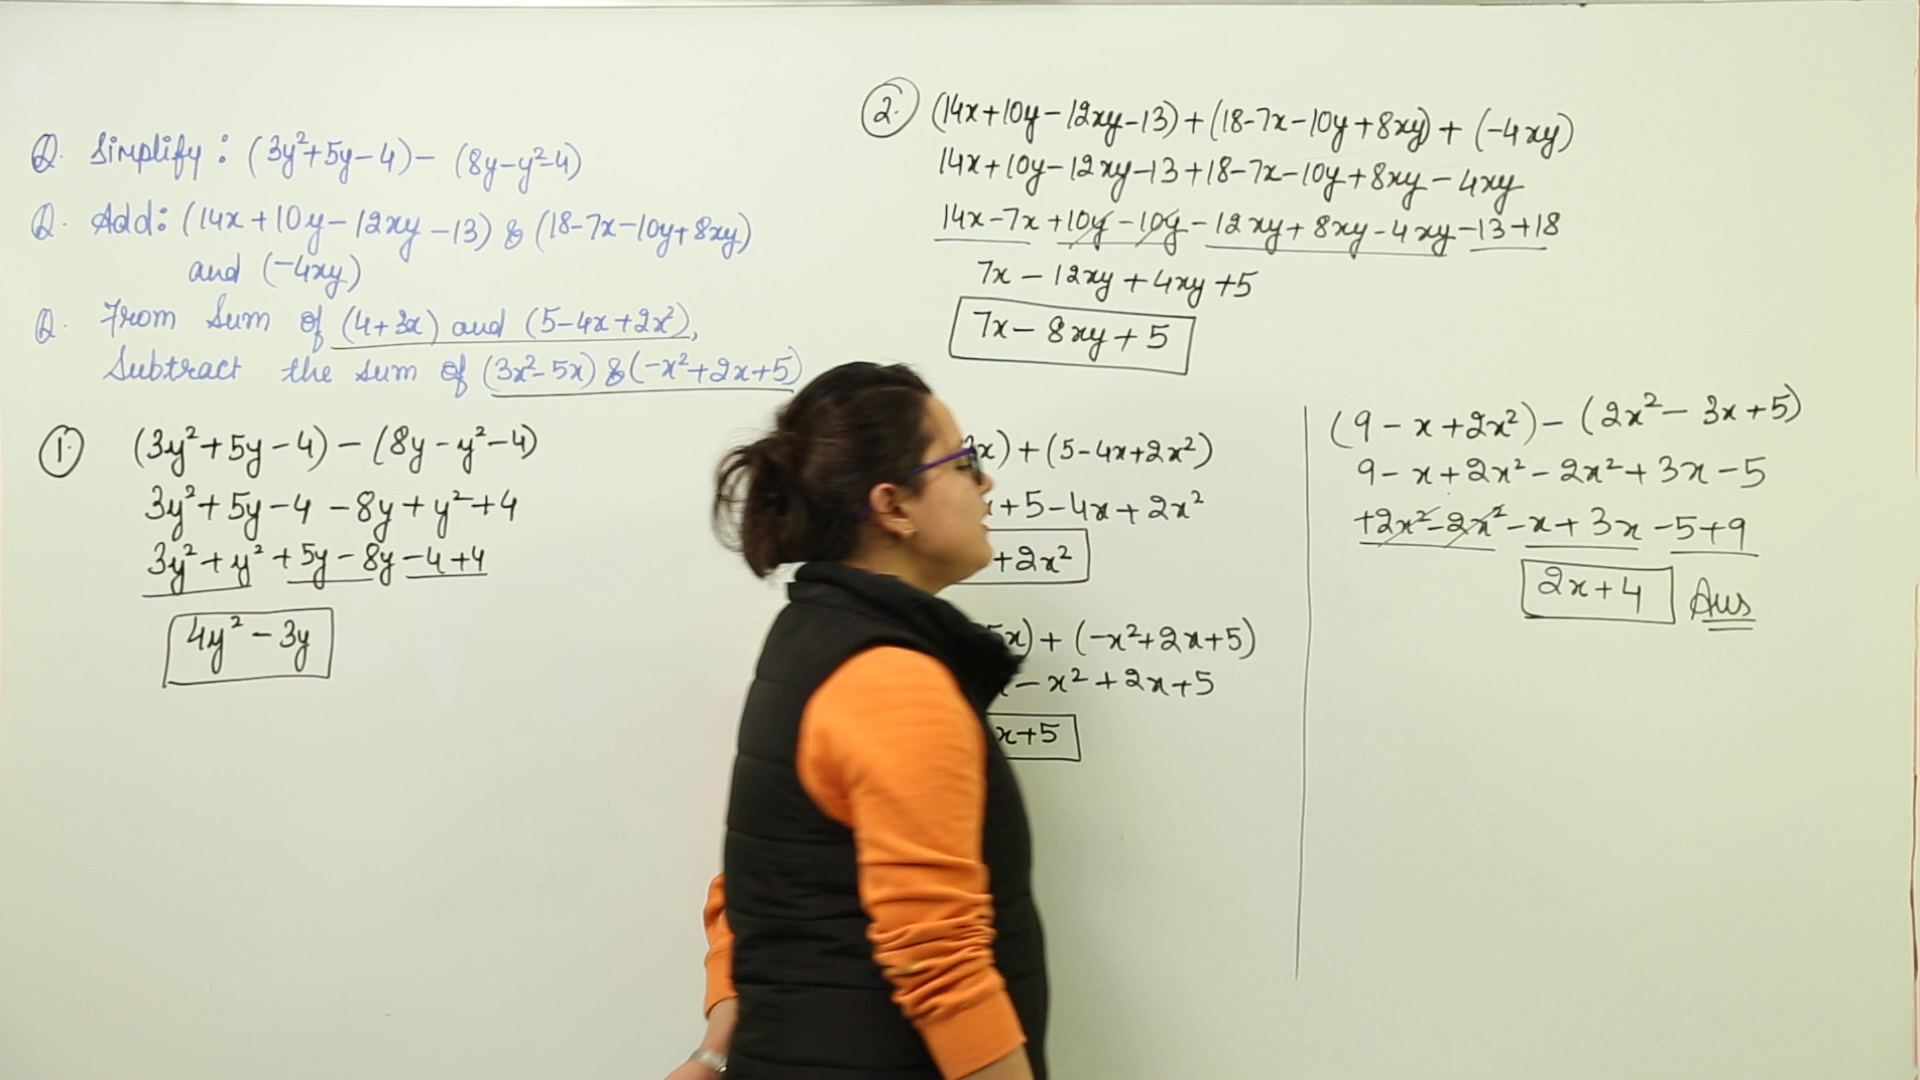 Q. Simplify: (3y²+5y-4) - (8y-y²-4)
Q. Add: (14x+10y-12xy-13) & (18-7x-10y+8xy)
and (-4xy)
Q. From Sum of (4+3x) and (5-4x+2x²),
Subtract the sum of (3x²-5x) & (-x²+2x+5)
1. (3y²+5y-4) - (8y-y²-4)
3y²+5y-4-8y+y²+4
3y²+y²+5y-8y-4+4
4y²-3y
2. (14x+10y-12xy-13)+(18-7x-10y+8xy)+(-4xy)
14x+10y-12xy-13+18-7x-10y+8xy-4xy
14x-7x+10y-10y-12xy+8xy-4xy-13+18
7x-12xy+4xy+5
7x-8xy+5
x)+(5-4x+2x²)
+5-4x+2x²
+2x²
x)+(-x²+2x+5)
-x²+2x+5
x+5
(9-x+2x²)-(2x²-3x+5)
9-x+2x²-2x²+3x-5
+2x²-2x²-x+3x-5+9
2x+4 Ans